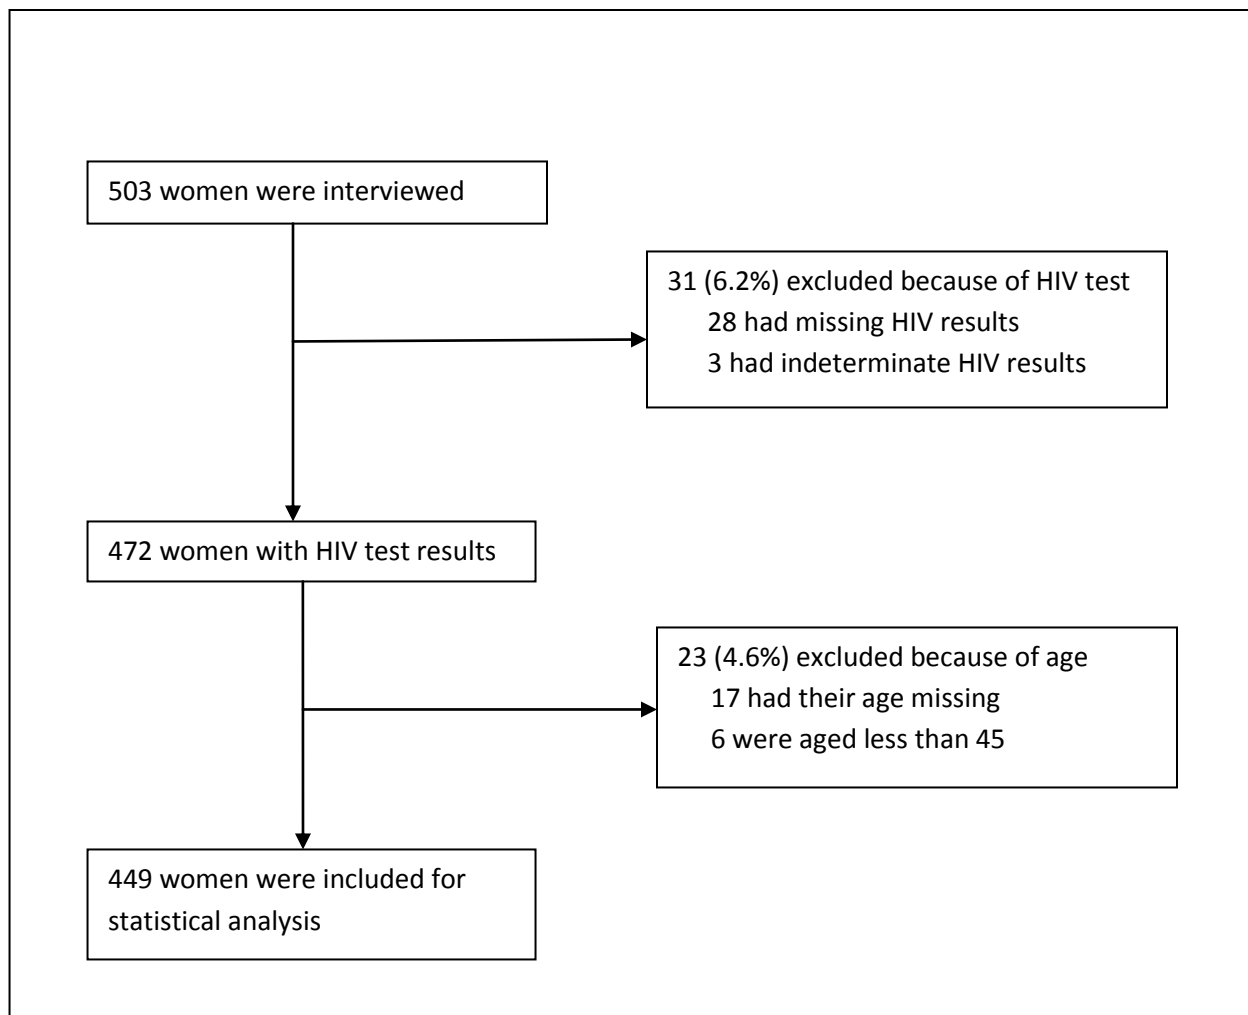 503 women were interviewed
31 (6.2%) excluded because of HIV test
28 had missing HIV results
3 had indeterminate HIV results
472 women with HIV test results
23 (4.6%) excluded because of age
17 had their age missing
6 were aged less than 45
449 women were included for
statistical analysis